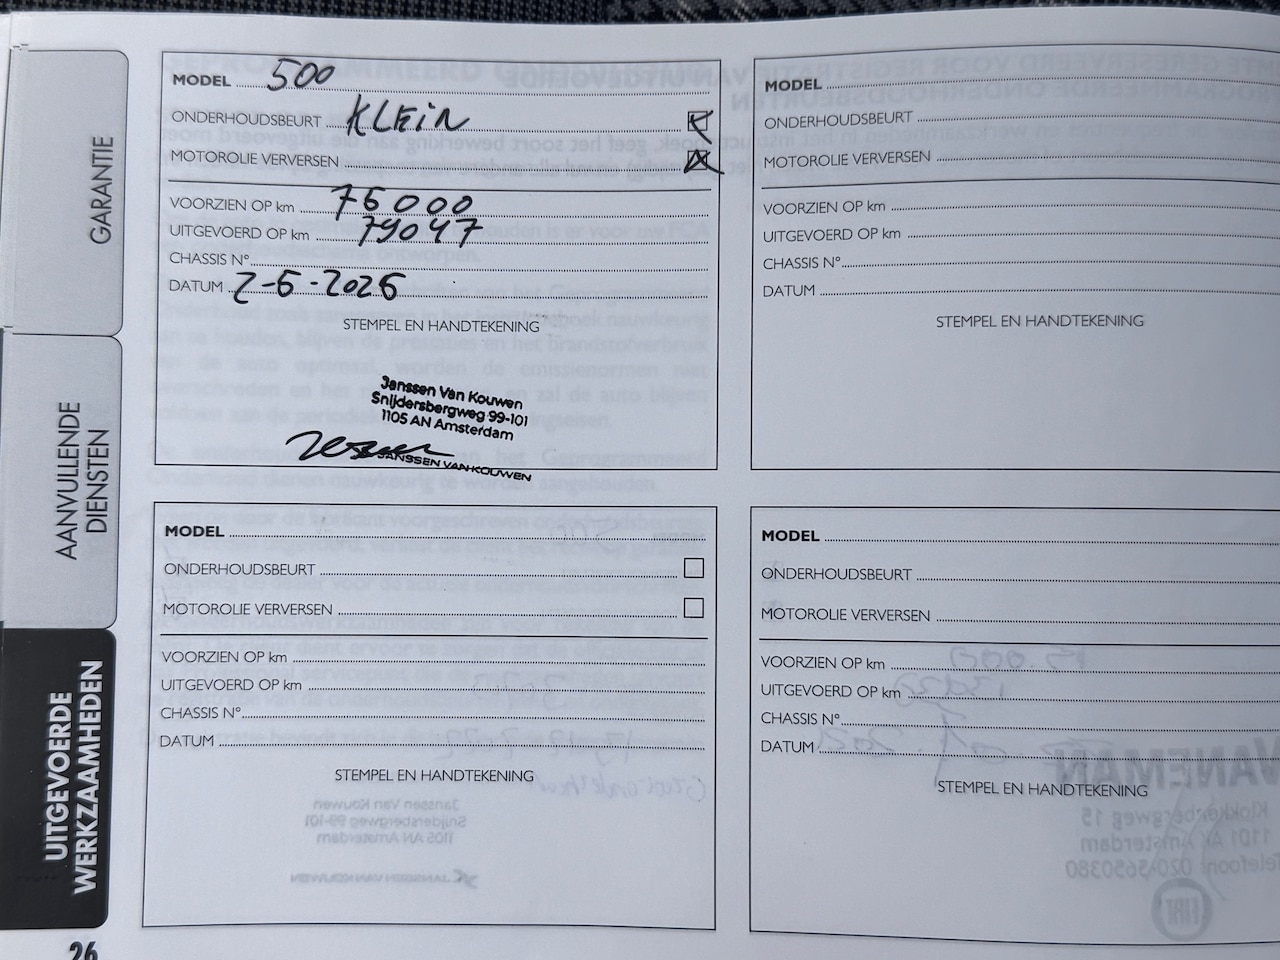 GARANTIE
AANVULLENDE
DIENSTEN
UITGEVOERDE
WERKZAAMHEDEN
26
MODEL 500
ONDERHOUDSBEURT KLEIN
MOTOROLIE VERVERSEN
VOORZIEN OP km 75000
UITGEVOERD OP km 79047
CHASSIS N°
DATUM
STEMPEL EN HANDTEKENING
Janssen Van Kouwen
Snijdersbergweg 99-101
1105 AN Amsterdam
JANSSEN VAN KOUWEN
MODEL
ONDERHOUDSBEURT
MOTOROLIE VERVERSEN
VOORZIEN OP km
UITGEVOERD OP km
CHASSIS N°
DATUM
STEMPEL EN HANDTEKENING
MODEL
ONDERHOUDSBEURT
MOTOROLIE VERVERSEN
VOORZIEN OP km
UITGEVOERD OP km
CHASSIS N°
DATUM
STEMPEL EN HANDTEKENING
MODEL
ONDERHOUDSBEURT
MOTOROLIE VERVERSEN
VOORZIEN OP km
UITGEVOERD OP km
CHASSIS N°
DATUM
STEMPEL EN HANDTEKENING